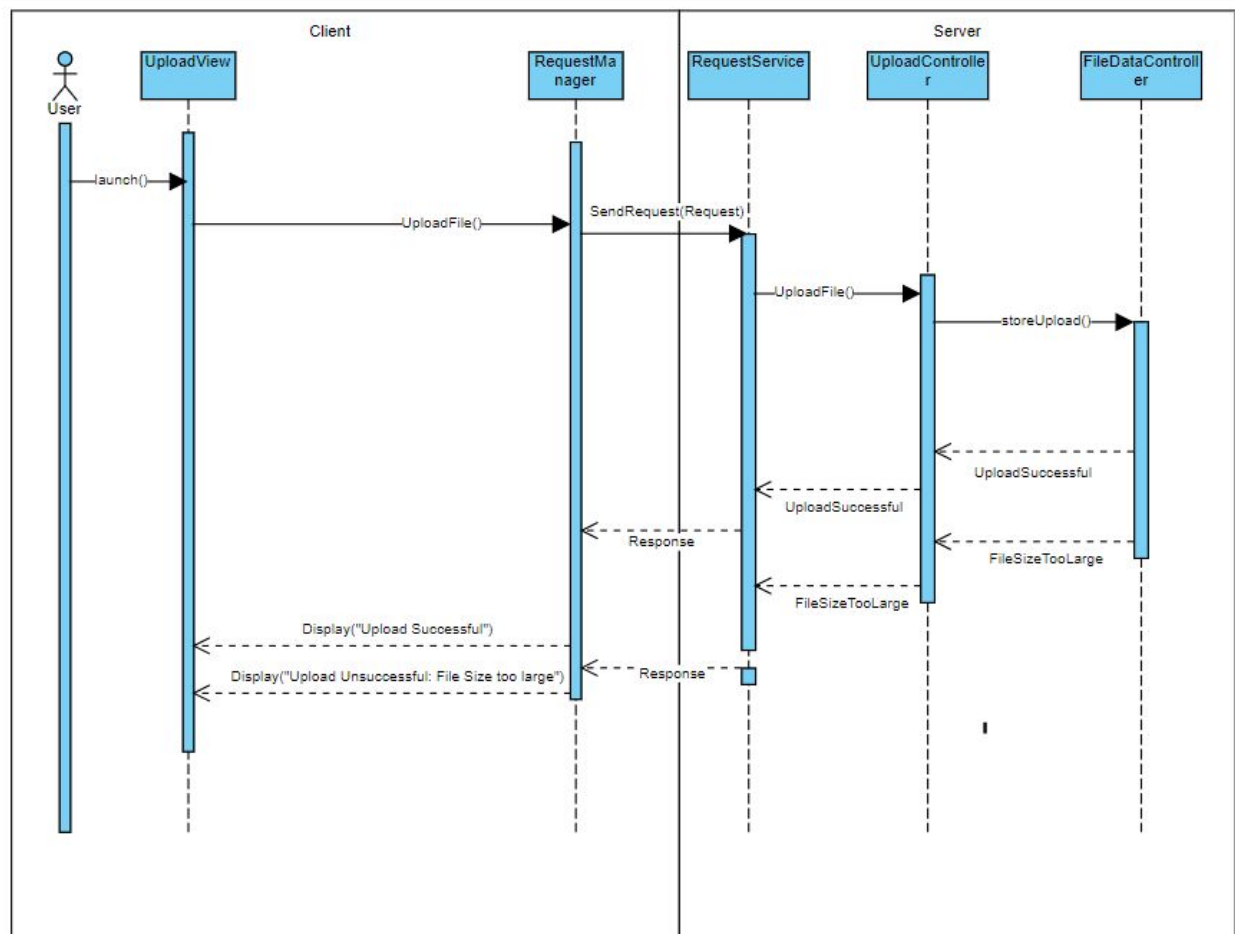 Client
Server
User
UploadView
RequestMa
nager
RequestService
UploadControlle
r
FileDataControll
er
launch()
UploadFile()
SendRequest(Request)
UploadFile()
storeUpload()
UploadSuccessful
UploadSuccessful
Response
FileSizeTooLarge
FileSizeTooLarge
Display("Upload Successful")
Response
Display("Upload Unsuccessful: File Size too large")